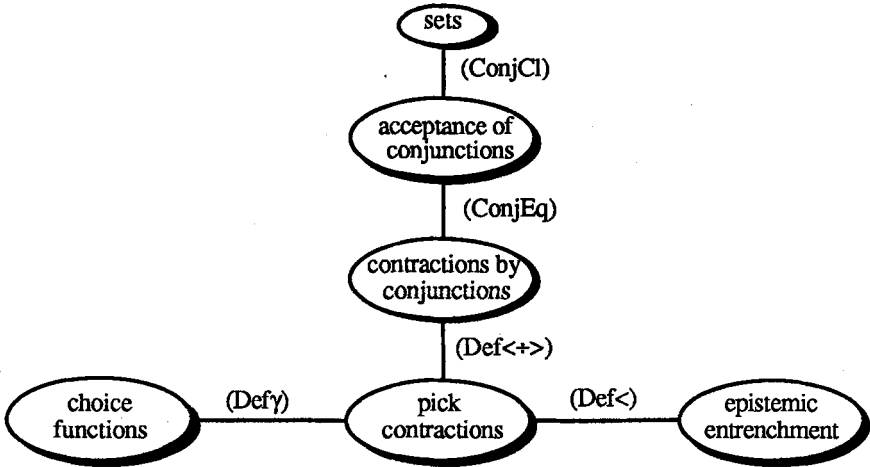 sets
(ConjCl)
acceptance of
conjunctions
(ConjEq)
contractions by
conjunctions
(Def<÷>)
choice
functions
(Defγ)
pick
contractions
(Def<)
epistemic
entrenchment